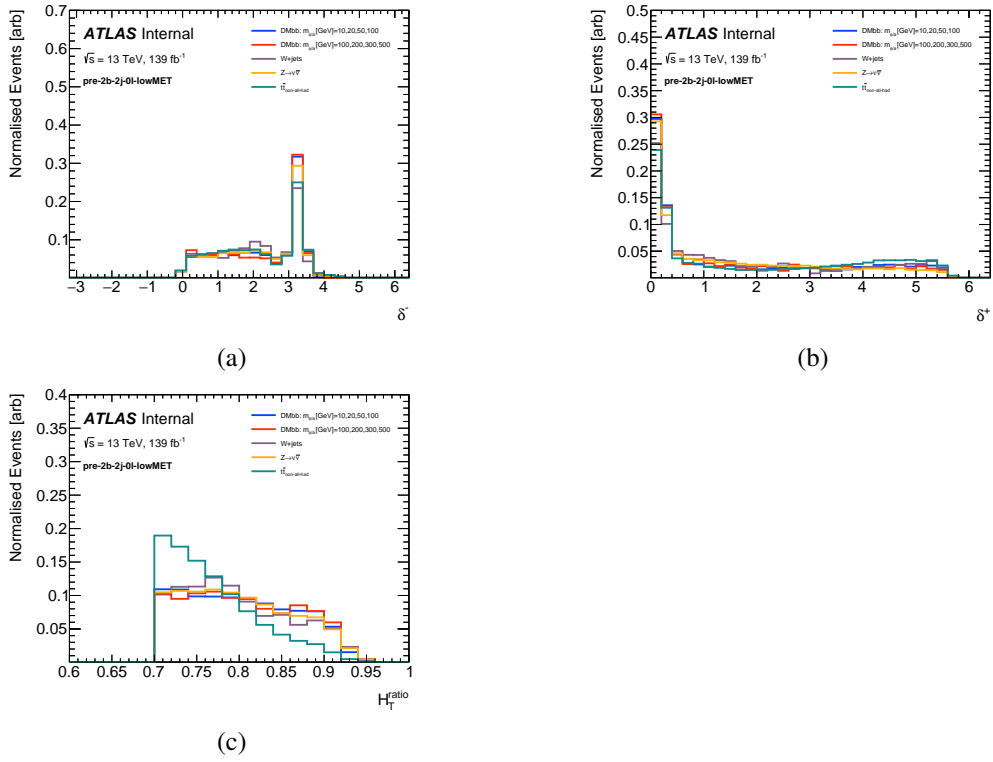 Normalised Events [arb]
0.7
0.6
0.5
0.4
0.3
0.2
0.1
ATLAS Internal
√s = 13 TeV, 139 fb⁻¹
pre-2b-2j-0l-lowMET
DMbb: m [GeV]=10,20,50,100
DMbb: m [GeV]=100,200,300,500
W+jets
Z→νν̅
tt̅ non-all-had
−3 −2 −1 0 1 2 3 4 5 6
δ⁻
(a)
Normalised Events [arb]
0.5
0.45
0.4
0.35
0.3
0.25
0.2
0.15
0.1
0.05
ATLAS Internal
√s = 13 TeV, 139 fb⁻¹
pre-2b-2j-0l-lowMET
DMbb: m [GeV]=10,20,50,100
DMbb: m [GeV]=100,200,300,500
W+jets
Z→νν̅
tt̅ non-all-had
0 1 2 3 4 5 6
δ⁺
(b)
Normalised Events [arb]
0.4
0.35
0.3
0.25
0.2
0.15
0.1
0.05
ATLAS Internal
√s = 13 TeV, 139 fb⁻¹
pre-2b-2j-0l-lowMET
DMbb: m [GeV]=10,20,50,100
DMbb: m [GeV]=100,200,300,500
W+jets
Z→νν̅
tt̅ non-all-had
0.6 0.65 0.7 0.75 0.8 0.85 0.9 0.95 1
H_T^ratio
(c)